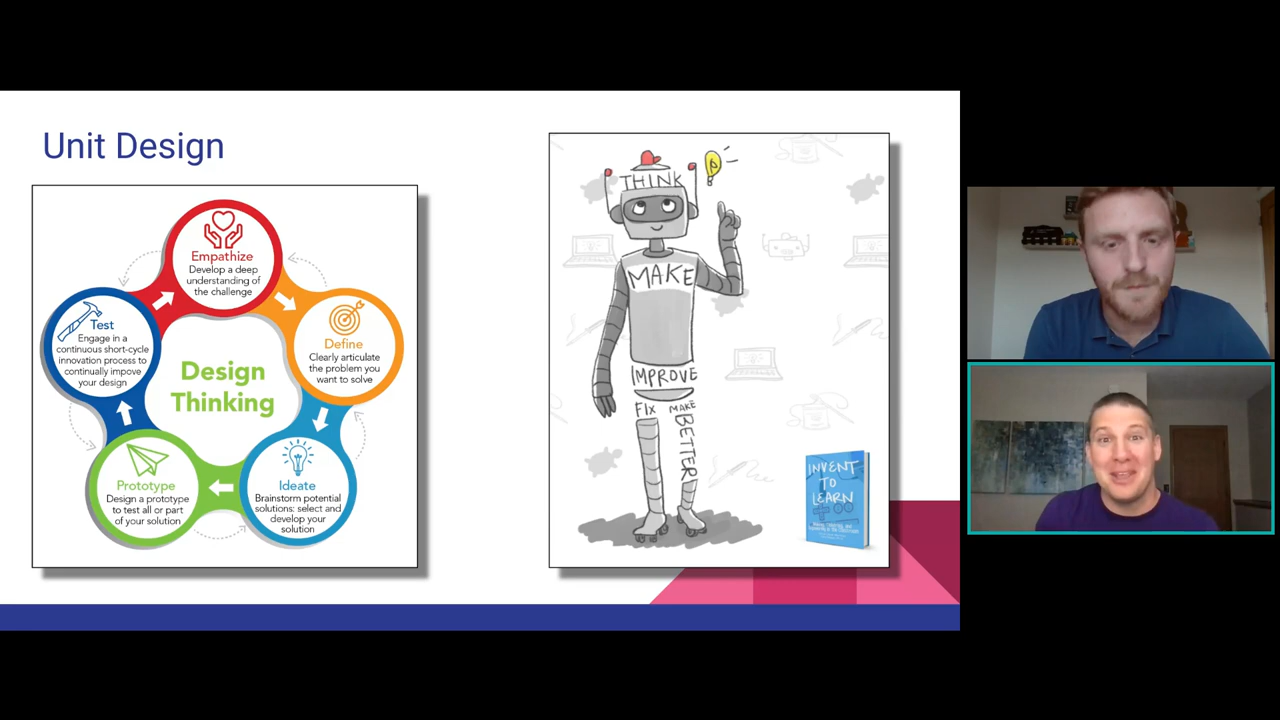 Unit Design
Empathize
Develop a deep
understanding of
the challenge
Define
Clearly articulate
the problem you
want to solve
Ideate
Brainstorm potential
solutions: select and
develop your
solution
Prototype
Design a prototype
to test all or part
of your solution
Test
Engage in a
continuous short-cycle
innovation process to
continually impove
your design
Design
Thinking
THINK
MAKE
IMPROVE
FIX
MAKE
BETTER
INVENT
TO
LEARN